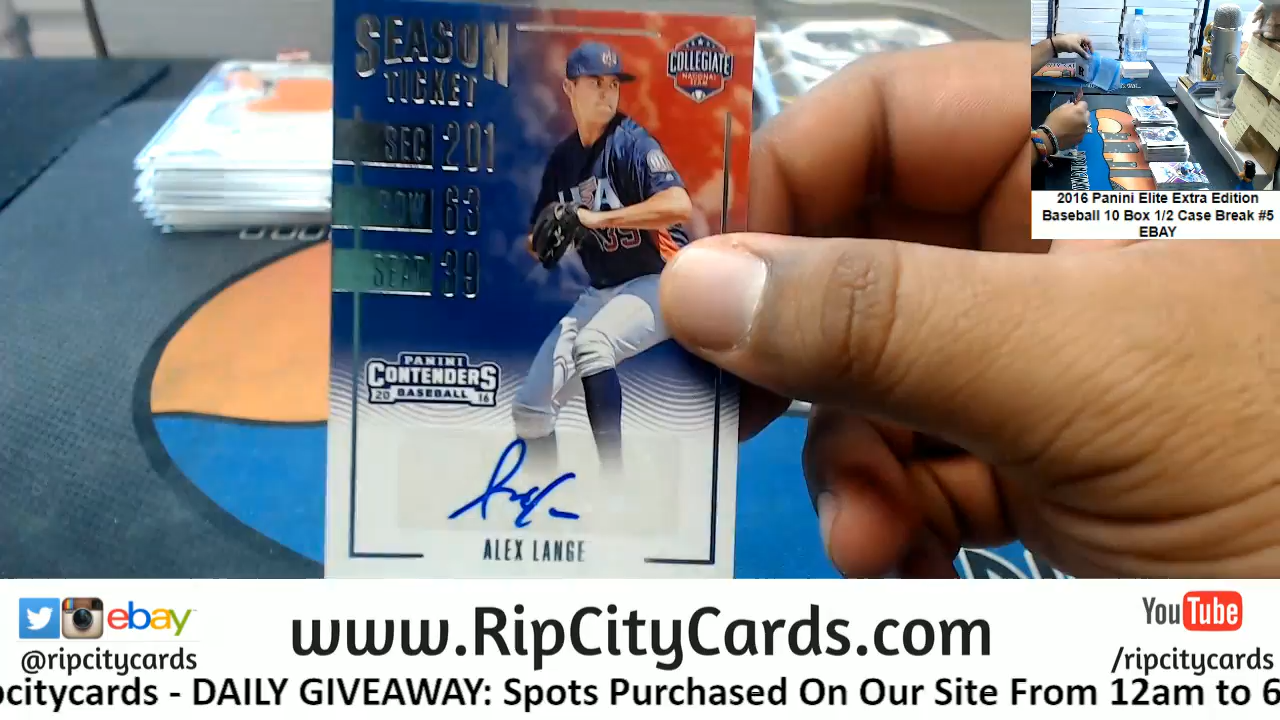 SEASON
TICKET
COLLEGIATE
NATIONAL
TEAM
SEC 201
ROW 63
SEAT 39
USA
39
PANINI
CONTENDERS
20 BASEBALL 16
ALEX LANGE
2016 Panini Elite Extra Edition
Baseball 10 Box 1/2 Case Break #5
EBAY
ebay
@ripcitycards
www.RipCityCards.com
YouTube
/ripcitycards
ocitycards - DAILY GIVEAWAY: Spots Purchased On Our Site From 12am to 6